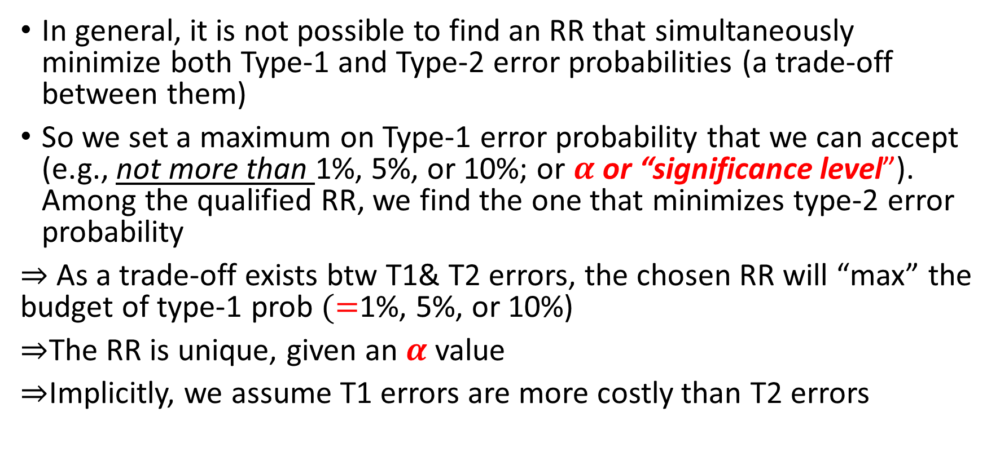 • In general, it is not possible to find an RR that simultaneously
minimize both Type-1 and Type-2 error probabilities (a trade-off
between them)
• So we set a maximum on Type-1 error probability that we can accept
(e.g., not more than 1%, 5%, or 10%; or α or “significance level”).
Among the qualified RR, we find the one that minimizes type-2 error
probability
⇒ As a trade-off exists btw T1& T2 errors, the chosen RR will “max” the
budget of type-1 prob (=1%, 5%, or 10%)
⇒The RR is unique, given an α value
⇒Implicitly, we assume T1 errors are more costly than T2 errors